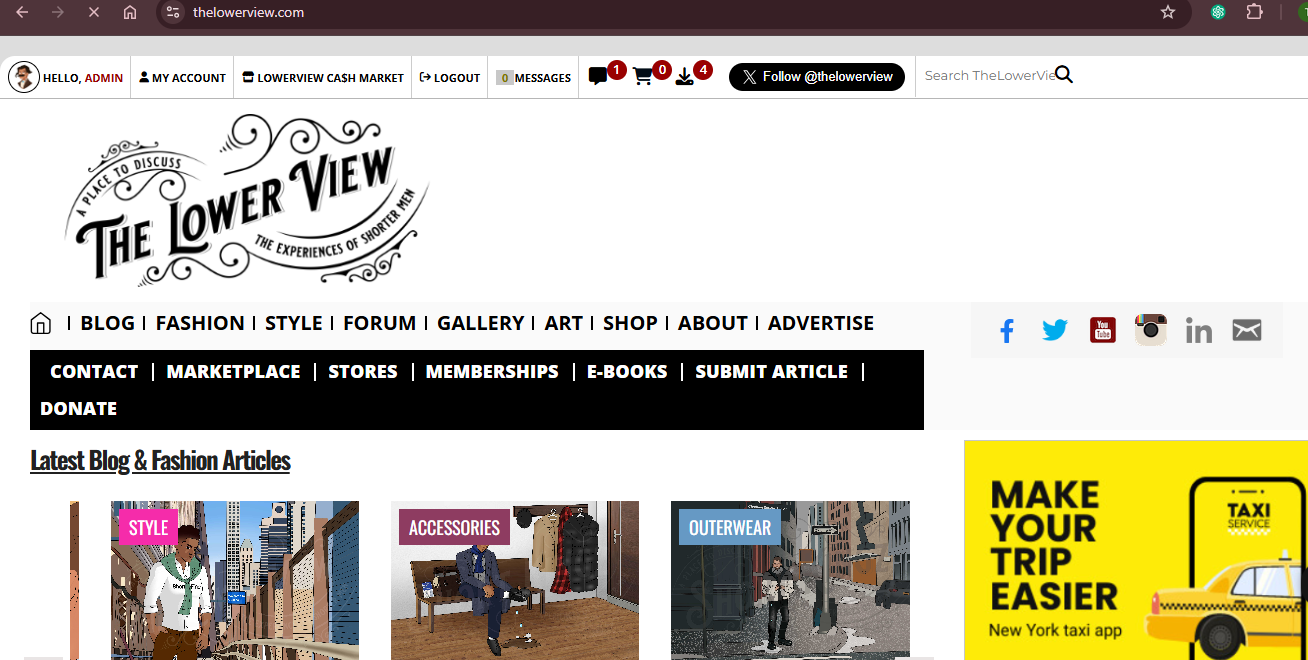 thelowerview.com
HELLO, ADMIN
MY ACCOUNT
LOWERVIEW CA$H MARKET
LOGOUT
0 MESSAGES
1
0
4
Follow @thelowerview
Search TheLowerVie
A PLACE TO DISCUSS
THE LOWER VIEW
THE EXPERIENCES OF SHORTER MEN
BLOG | FASHION | STYLE | FORUM | GALLERY | ART | SHOP | ABOUT | ADVERTISE
You
Tube
CONTACT | MARKETPLACE | STORES | MEMBERSHIPS | E-BOOKS | SUBMIT ARTICLE |
DONATE
Latest Blog & Fashion Articles
STYLE
ACCESSORIES
OUTERWEAR
MAKE
YOUR
TRIP
EASIER
New York taxi app
TAXI
SERVICE